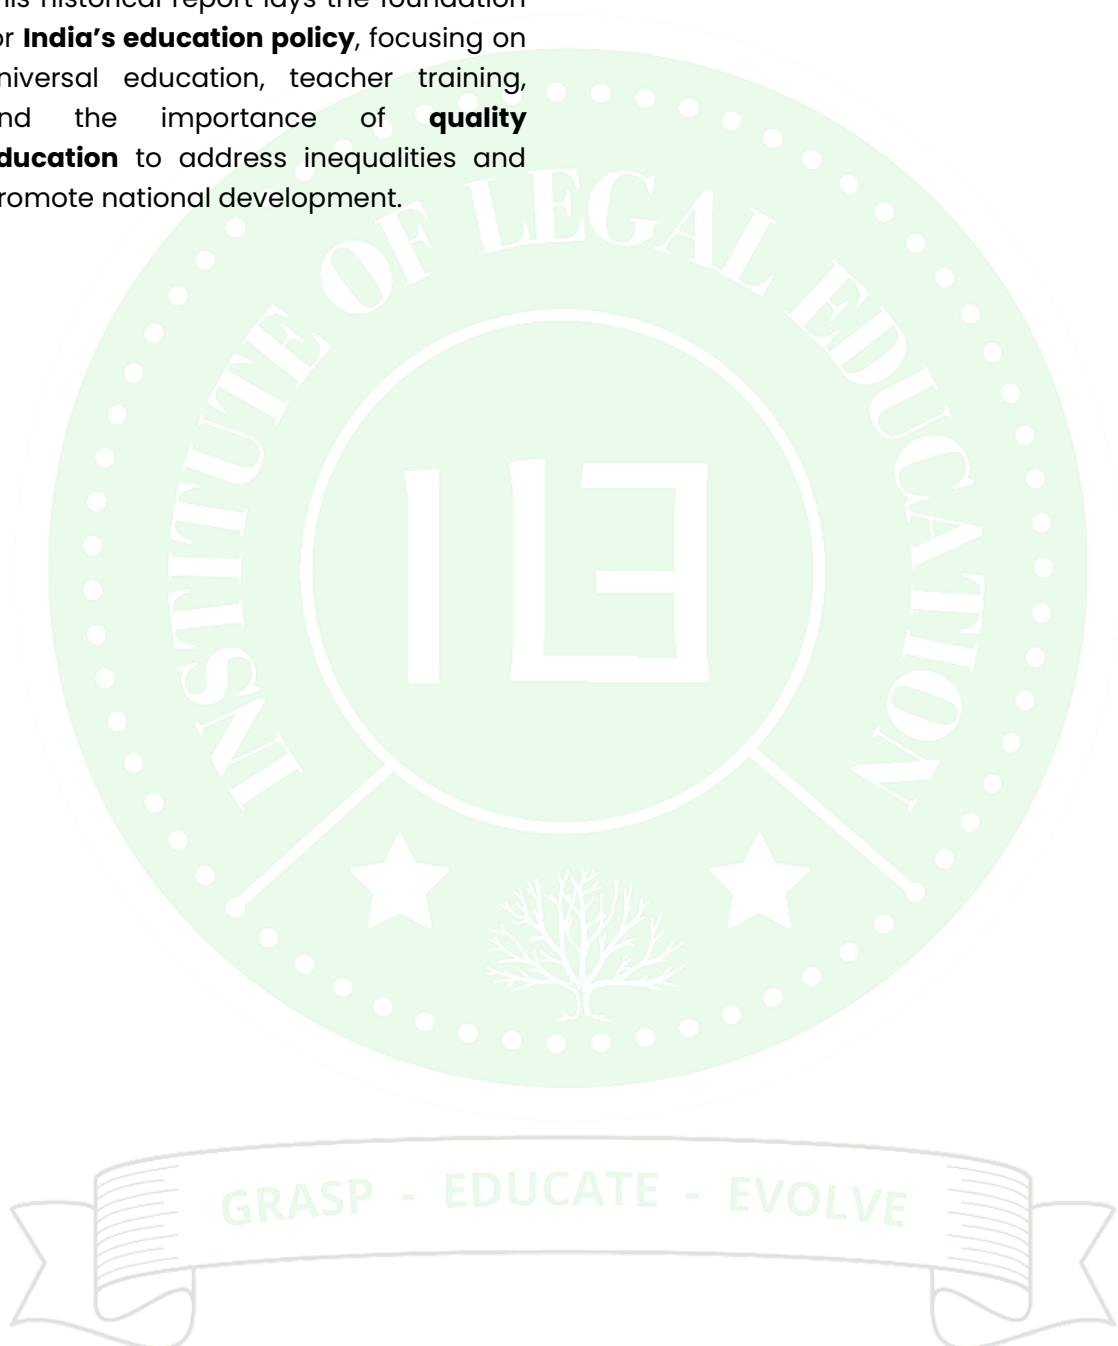 his historical report lays the foundation
or India’s education policy, focusing on
niversal education, teacher training,
nd the importance of quality
ducation to address inequalities and
romote national development.
INSTITUTE OF LEGAL EDUCATION
ILE
GRASP - EDUCATE - EVOLVE